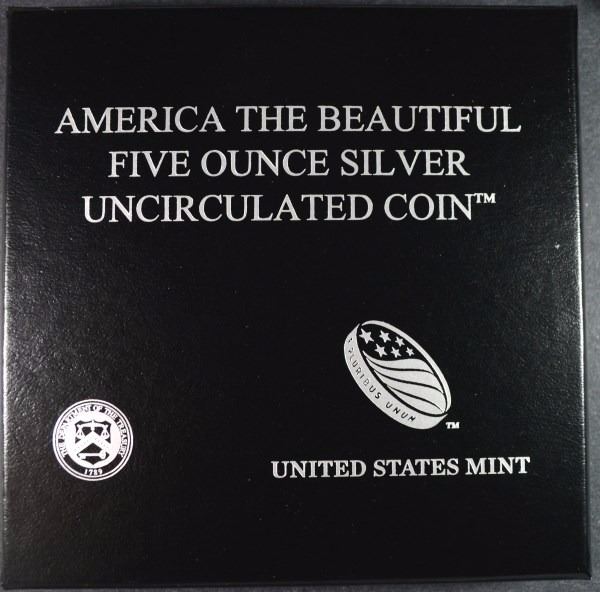 AMERICA THE BEAUTIFUL
FIVE OUNCE SILVER
UNCIRCULATED COIN™
E PLURIBUS UNUM
TM
THE DEPARTMENT OF THE TREASURY
1789
UNITED STATES MINT